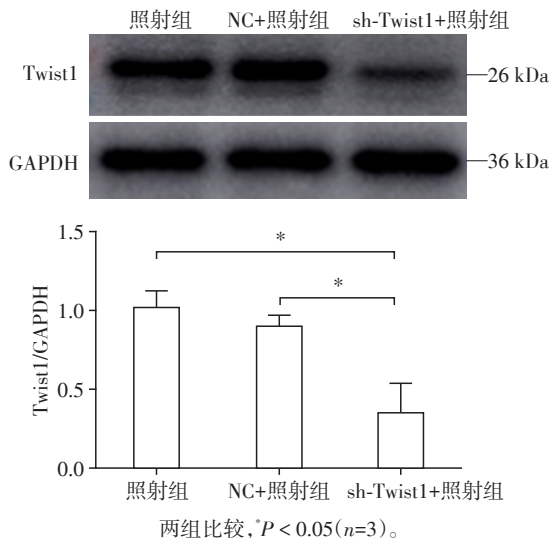 照射组 NC+照射组 sh-Twist1+照射组
Twist1 26 kDa
GAPDH 36 kDa
1.5
*
*
1.0
0.5
0.0
Twist1/GAPDH
照射组 NC+照射组 sh-Twist1+照射组
两组比较,*P < 0.05(n=3)。